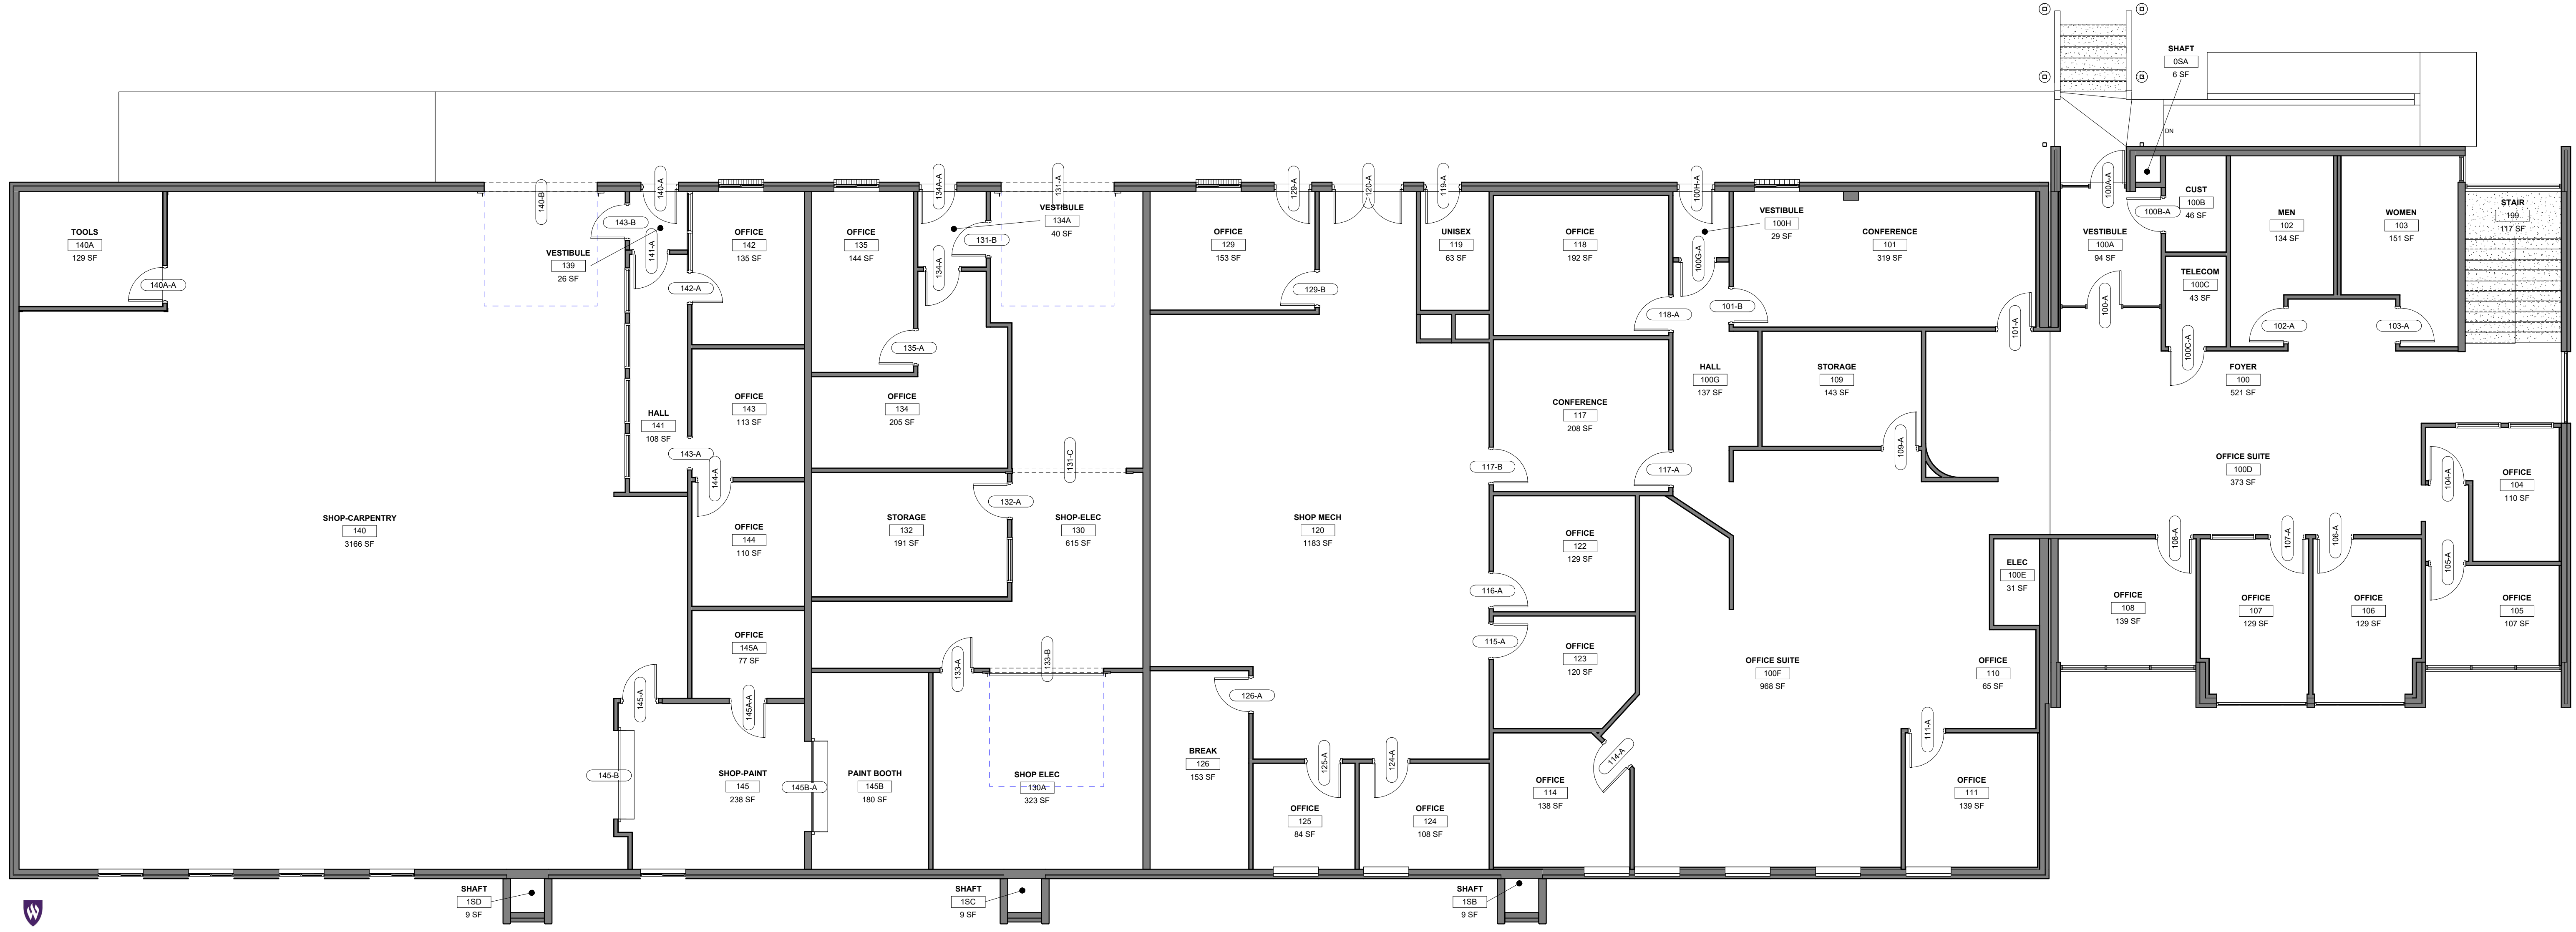 SHAFT
0SA
6 SF
DN
TOOLS
140A
129 SF
140A-A
140-B
143-B
140-A
141-A
VESTIBULE
139
26 SF
OFFICE
142
135 SF
142-A
OFFICE
135
144 SF
135-A
134A-A
134-A
131-B
131-A
VESTIBULE
134A
40 SF
OFFICE
129
153 SF
129-A
129-B
120-A
119-A
UNISEX
119
63 SF
OFFICE
118
192 SF
118-A
100H-A
100G-A
VESTIBULE
100H
29 SF
101-B
CONFERENCE
101
319 SF
101-A
VESTIBULE
100A
94 SF
100A-A
100-A
100B-A
CUST
100B
46 SF
TELECOM
100C
43 SF
100C-A
MEN
102
134 SF
102-A
WOMEN
103
151 SF
103-A
STAIR
199
117 SF
HALL
141
108 SF
OFFICE
143
113 SF
143-A
144-A
OFFICE
134
205 SF
131-C
CONFERENCE
117
208 SF
117-B
117-A
HALL
100G
137 SF
STORAGE
109
143 SF
109-A
FOYER
100
521 SF
OFFICE SUITE
100D
373 SF
104-A
OFFICE
104
110 SF
SHOP-CARPENTRY
140
3166 SF
OFFICE
144
110 SF
STORAGE
132
191 SF
132-A
SHOP-ELEC
130
615 SF
SHOP MECH
120
1183 SF
OFFICE
122
129 SF
116-A
115-A
OFFICE
123
120 SF
ELEC
100E
31 SF
108-A
107-A
106-A
105-A
OFFICE
108
139 SF
OFFICE
107
129 SF
OFFICE
106
129 SF
OFFICE
105
107 SF
OFFICE
145A
77 SF
145A-A
145-A
133-A
133-B
126-A
OFFICE SUITE
100F
968 SF
OFFICE
110
65 SF
111-A
114-A
145-B
SHOP-PAINT
145
238 SF
145B-A
PAINT BOOTH
145B
180 SF
SHOP ELEC
130A
323 SF
BREAK
126
153 SF
125-A
124-A
OFFICE
125
84 SF
OFFICE
124
108 SF
OFFICE
114
138 SF
OFFICE
111
139 SF
SHAFT
1SD
9 SF
SHAFT
1SC
9 SF
SHAFT
1SB
9 SF
W